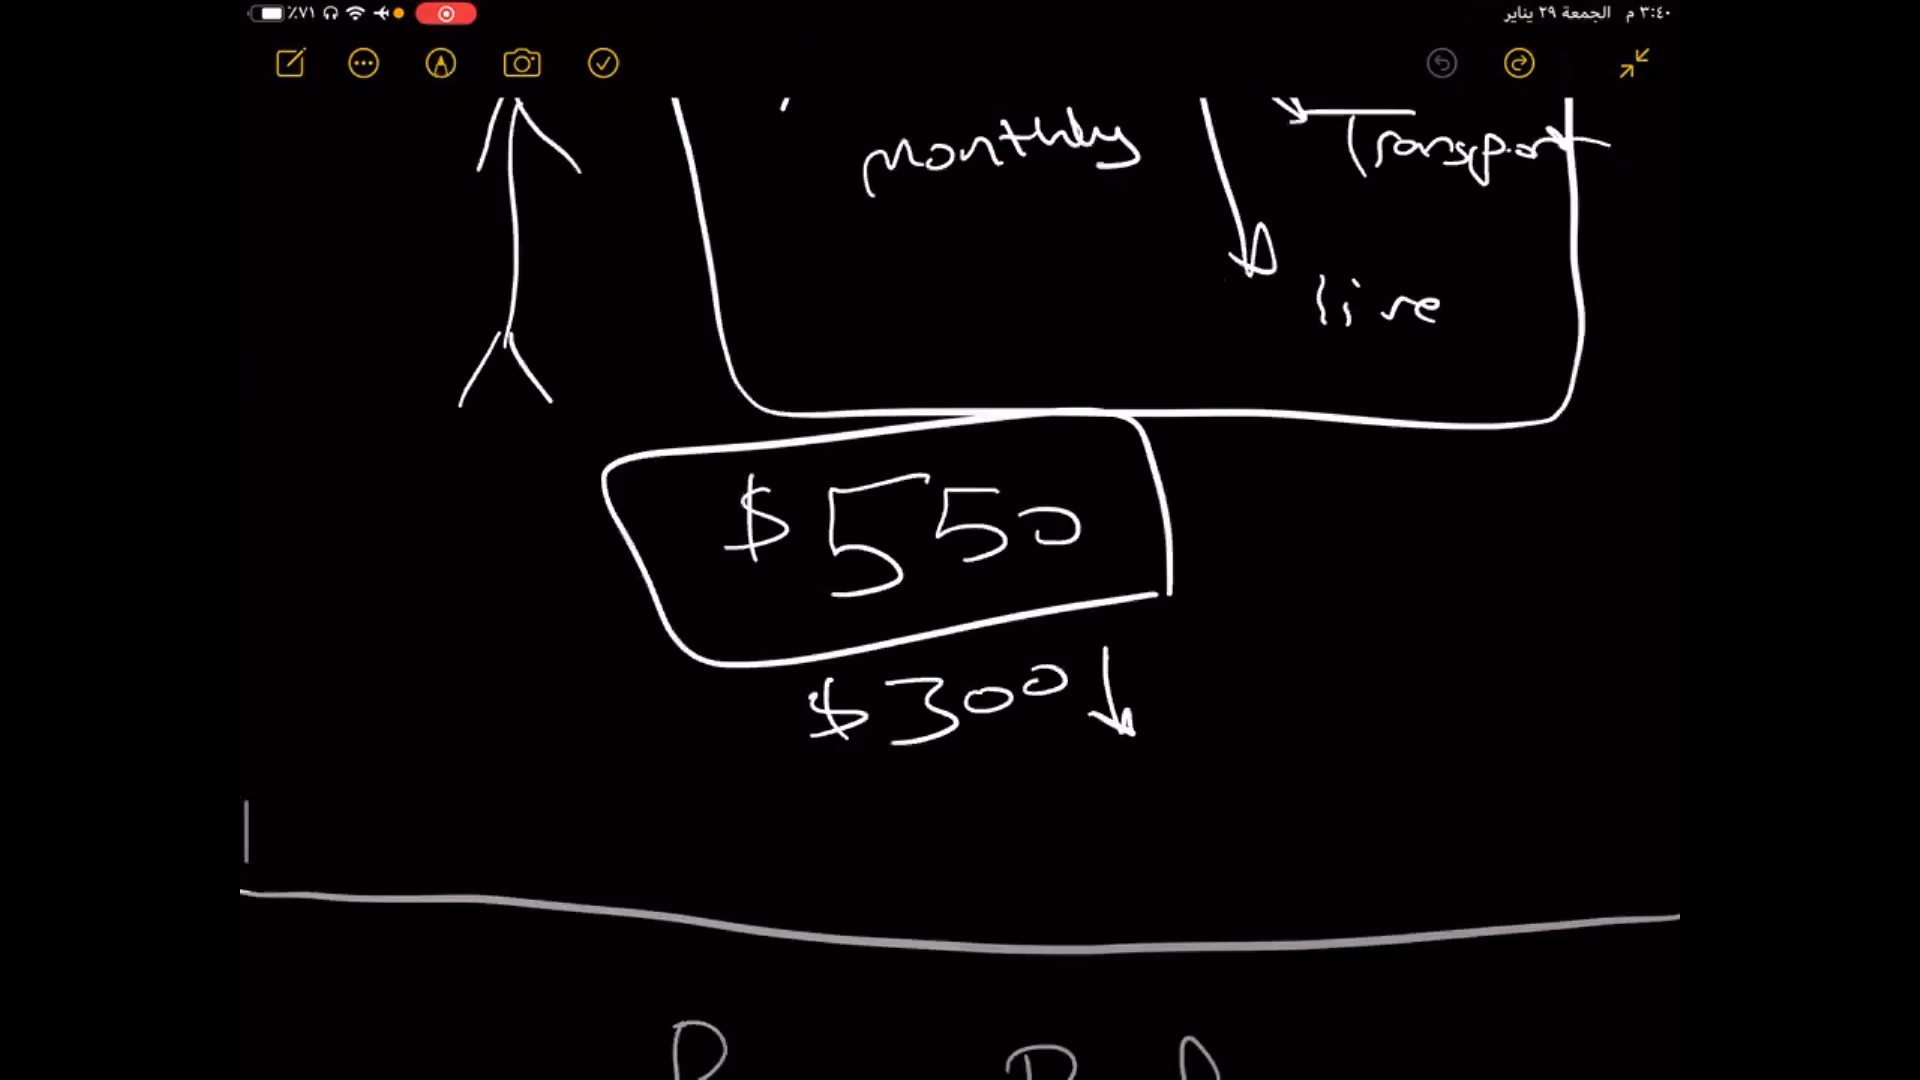 ٪٧١
٣:٤٠ م الجمعة ٢٩ يناير
monthly
Transport
live
$550
$300